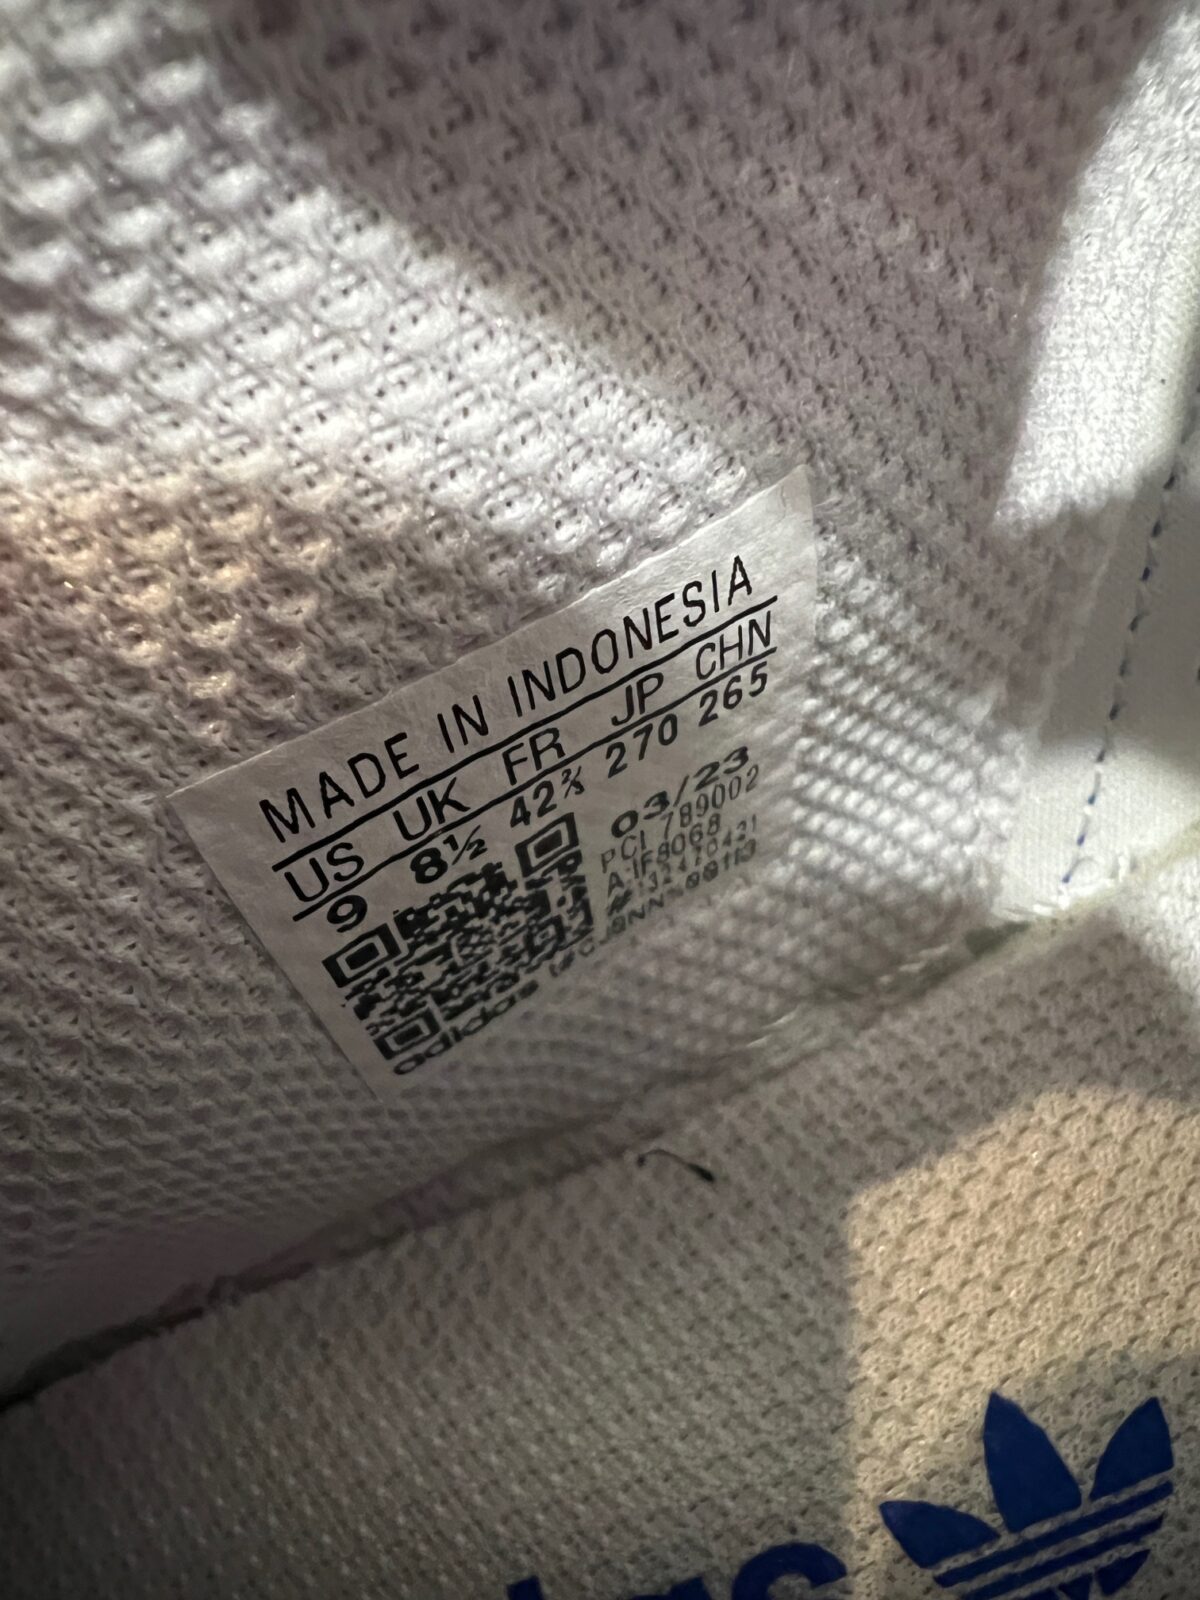 MADE IN INDONESIA
US UK FR JP CHN
9 8½ 42⅔ 270 265
03/23
PCI 789002
A:IF8068
adidas